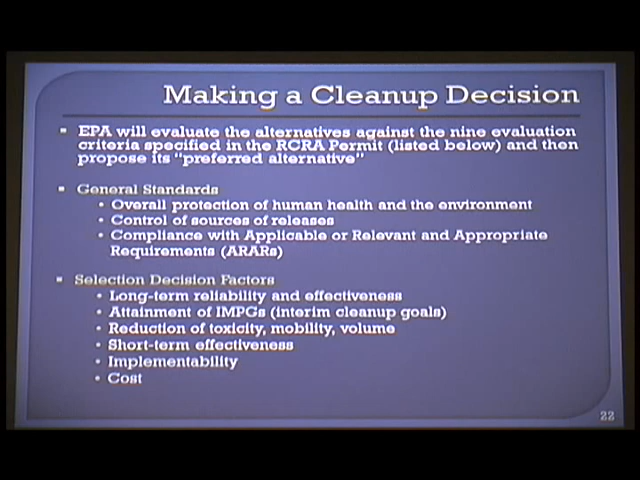 Making a Cleanup Decision
▪ EPA will evaluate the alternatives against the nine evaluation
criteria specified in the RCRA Permit (listed below) and then
propose its "preferred alternative"
▪ General Standards
• Overall protection of human health and the environment
• Control of sources of releases
• Compliance with Applicable or Relevant and Appropriate
Requirements (ARARs)
▪ Selection Decision Factors
• Long-term reliability and effectiveness
• Attainment of IMPGs (interim cleanup goals)
• Reduction of toxicity, mobility, volume
• Short-term effectiveness
• Implementability
• Cost
22